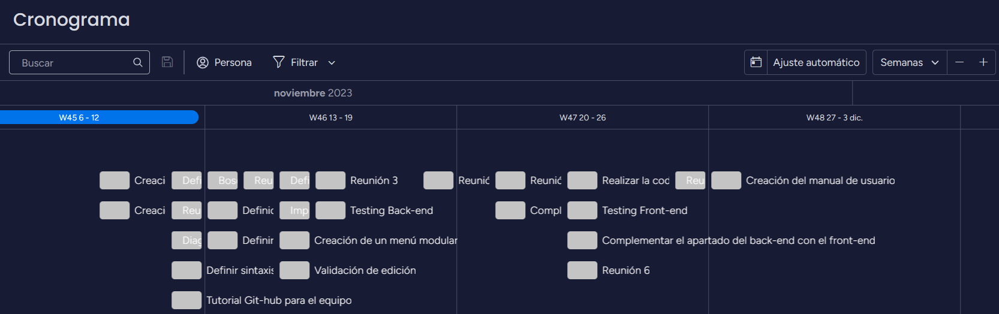 Cronograma
Buscar Persona Filtrar Ajuste automático Semanas
noviembre 2023
W45 6 - 12 W46 13 - 19 W47 20 - 26 W48 27 - 3 dic.
Creaci Defi Bos Reu Defi Reunión 3 Reunió Reunió Realizar la cod Reu Creación del manual de usuario
Creaci Reu Definic Imp Testing Back-end Compl Testing Front-end
Diag Definir Creación de un menú modular Complementar el apartado del back-end con el front-end
Definir sintaxis Validación de edición Reunión 6
Tutorial Git-hub para el equipo